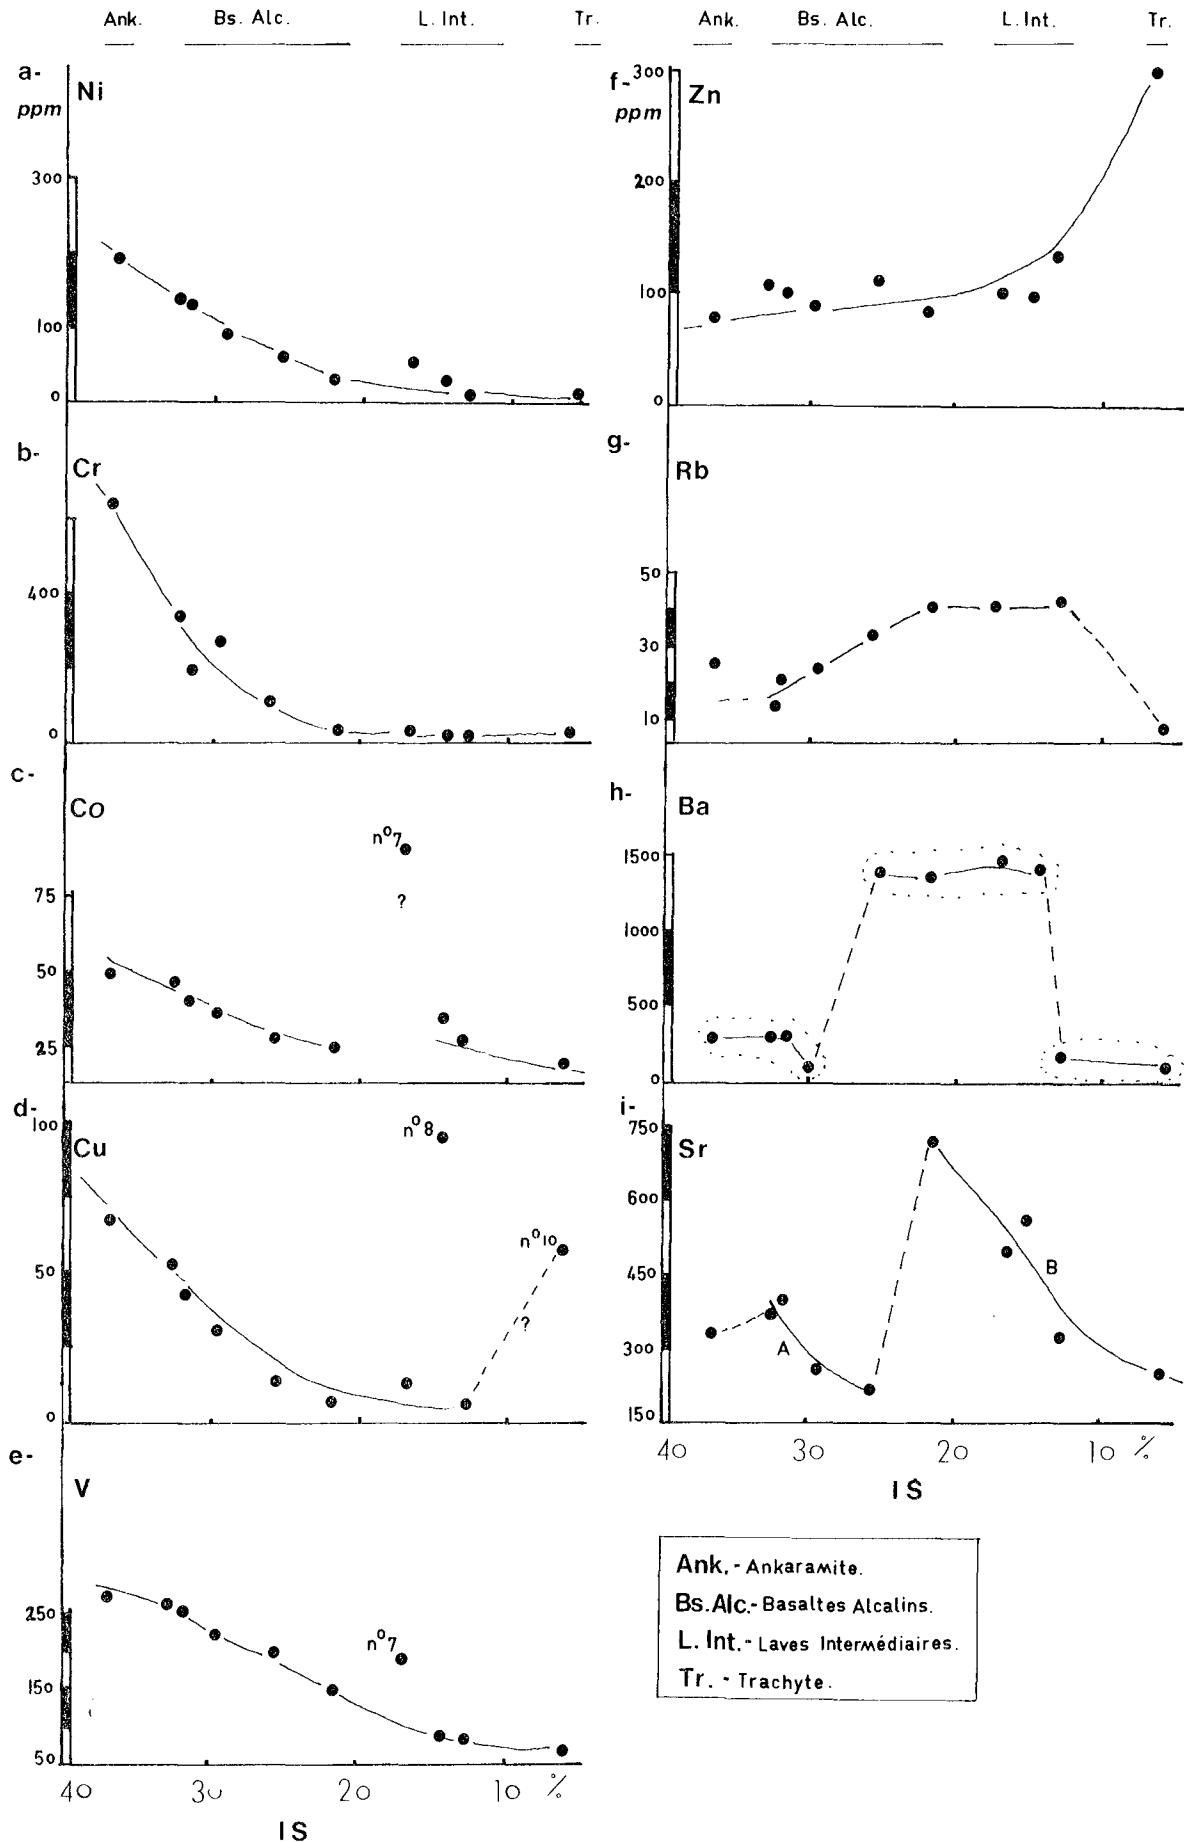 Ank. Bs. Alc. L. Int. Tr.
a-
ppm
Ni
300
100
0
b-
Cr
400
0
c-
Co
n°7
?
75
50
25
d-
Cu
100
n°8
n°10
?
50
0
e-
V
n°7
250
150
50
40 30 20 10 %
IS
Ank. Bs. Alc. L. Int. Tr.
f-
ppm
Zn
300
200
100
0
g-
Rb
50
30
10
h-
Ba
1500
1000
500
0
i-
Sr
750
600
450
300
150
A
B
40 30 20 10 %
IS
Ank.- Ankaramite.
Bs.Alc.- Basaltes Alcalins.
L. Int.- Laves Intermédiaires.
Tr. - Trachyte.